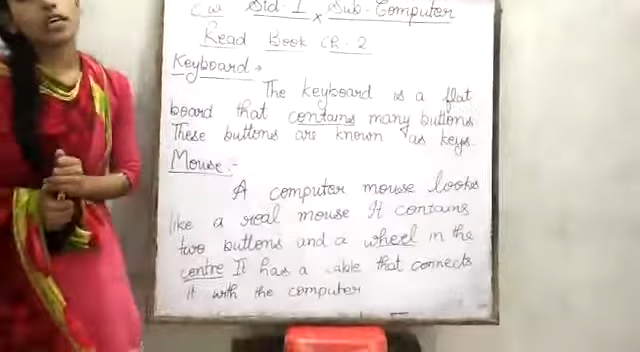 C.W Std-I x Sub-Computer
Read Book Ch-2
Keyboard →
The keyboard is a flat
board that contains many buttons
These buttons are known as keys.
Mouse:-
A computer mouse looks
like a real mouse It contains
two buttons and a wheel in the
centre It has a cable that connects
it with the computer